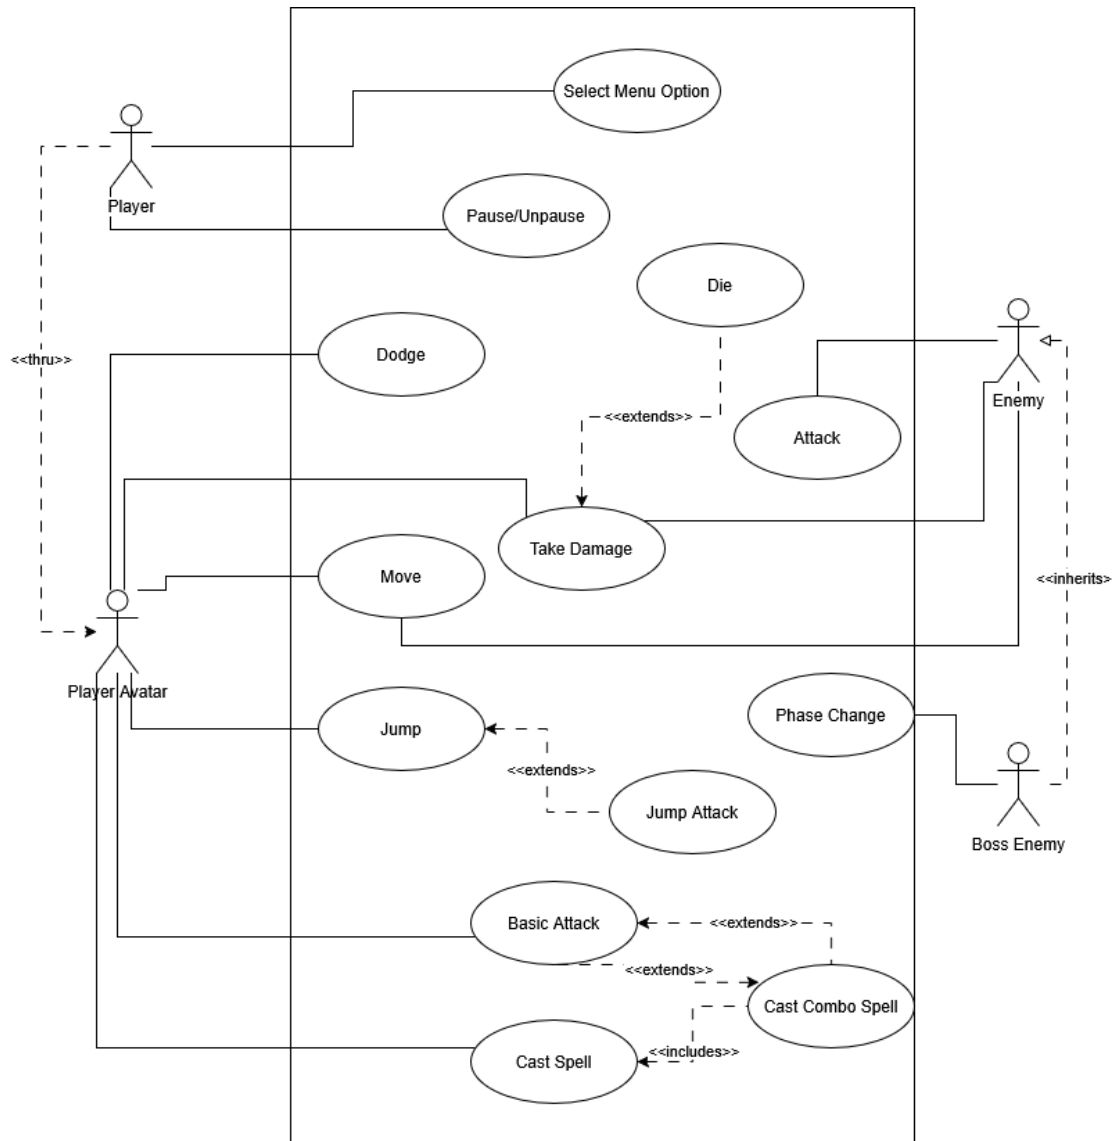 Select Menu Option
Player
Pause/Unpause
Die
<<thru>>
Dodge
Enemy
<<extends>>
Attack
Take Damage
Move
<<inherits>
Player Avatar
Phase Change
Jump
<<extends>>
Jump Attack
Boss Enemy
Basic Attack
<<extends>>
<<extends>>
Cast Combo Spell
<<includes>>
Cast Spell